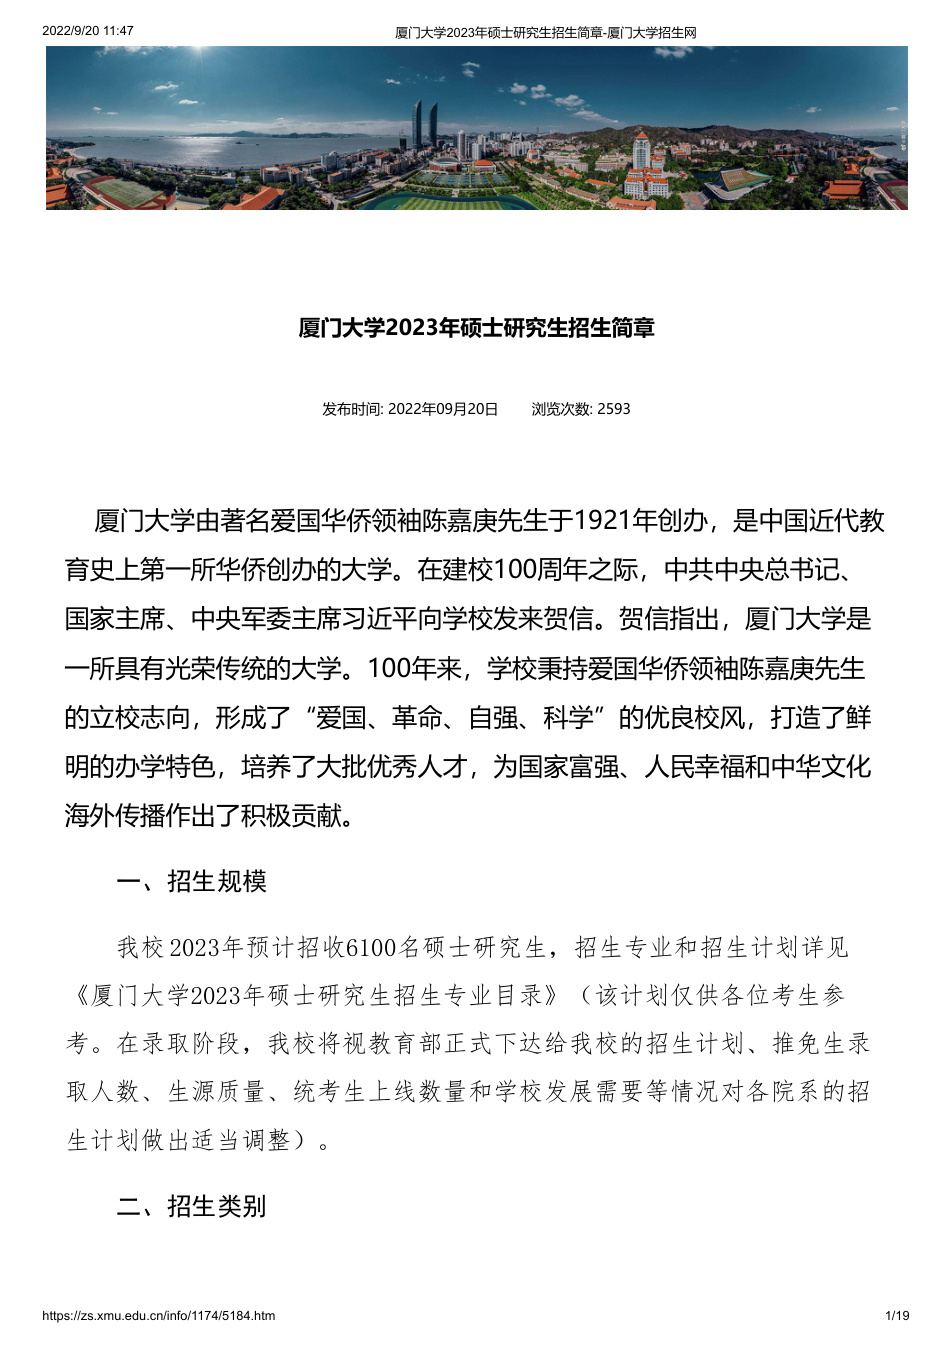 2022/9/20 11:47 厦门大学2023年硕士研究生招生简章-厦门大学招生网
厦门大学2023年硕士研究生招生简章
发布时间: 2022年09月20日 浏览次数: 2593
厦门大学由著名爱国华侨领袖陈嘉庚先生于1921年创办，是中国近代教
育史上第一所华侨创办的大学。在建校100周年之际，中共中央总书记、
国家主席、中央军委主席习近平向学校发来贺信。贺信指出，厦门大学是
一所具有光荣传统的大学。100年来，学校秉持爱国华侨领袖陈嘉庚先生
的立校志向，形成了“爱国、革命、自强、科学”的优良校风，打造了鲜
明的办学特色，培养了大批优秀人才，为国家富强、人民幸福和中华文化
海外传播作出了积极贡献。
一、招生规模
我校2023年预计招收6100名硕士研究生，招生专业和招生计划详见
《厦门大学2023年硕士研究生招生专业目录》（该计划仅供各位考生参
考。在录取阶段，我校将视教育部正式下达给我校的招生计划、推免生录
取人数、生源质量、统考生上线数量和学校发展需要等情况对各院系的招
生计划做出适当调整）。
二、招生类别
https://zs.xmu.edu.cn/info/1174/5184.htm 1/19